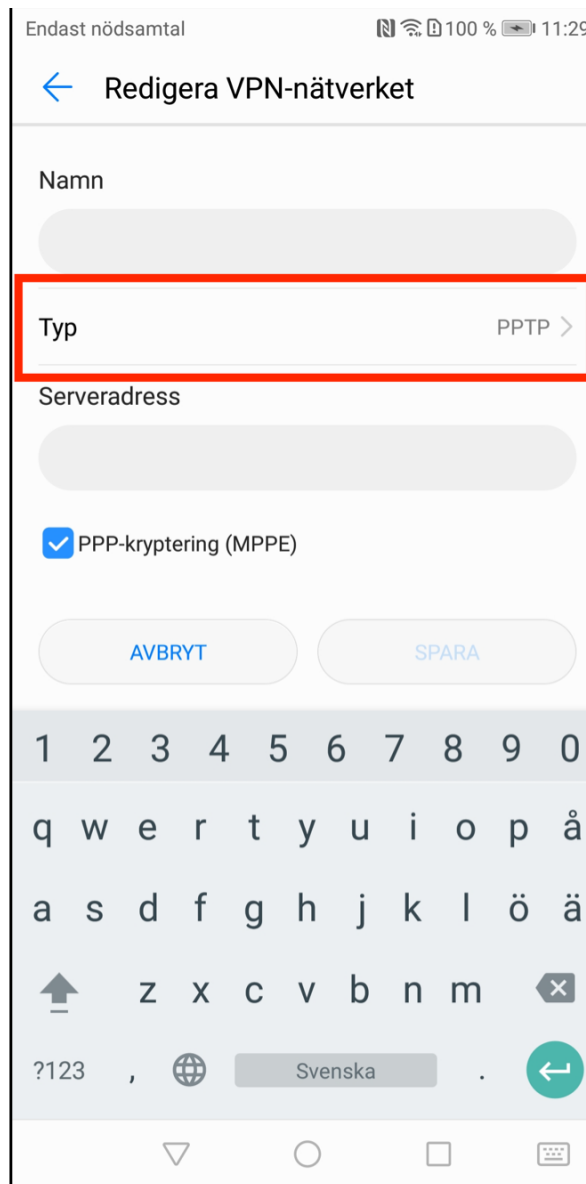 Endast nödsamtal 100 % 11:29
Redigera VPN-nätverket
Namn
Typ PPTP
Serveradress
PPP-kryptering (MPPE)
AVBRYT SPARA
1 2 3 4 5 6 7 8 9 0
q w e r t y u i o p å
a s d f g h j k l ö ä
z x c v b n m
?123 , Svenska .